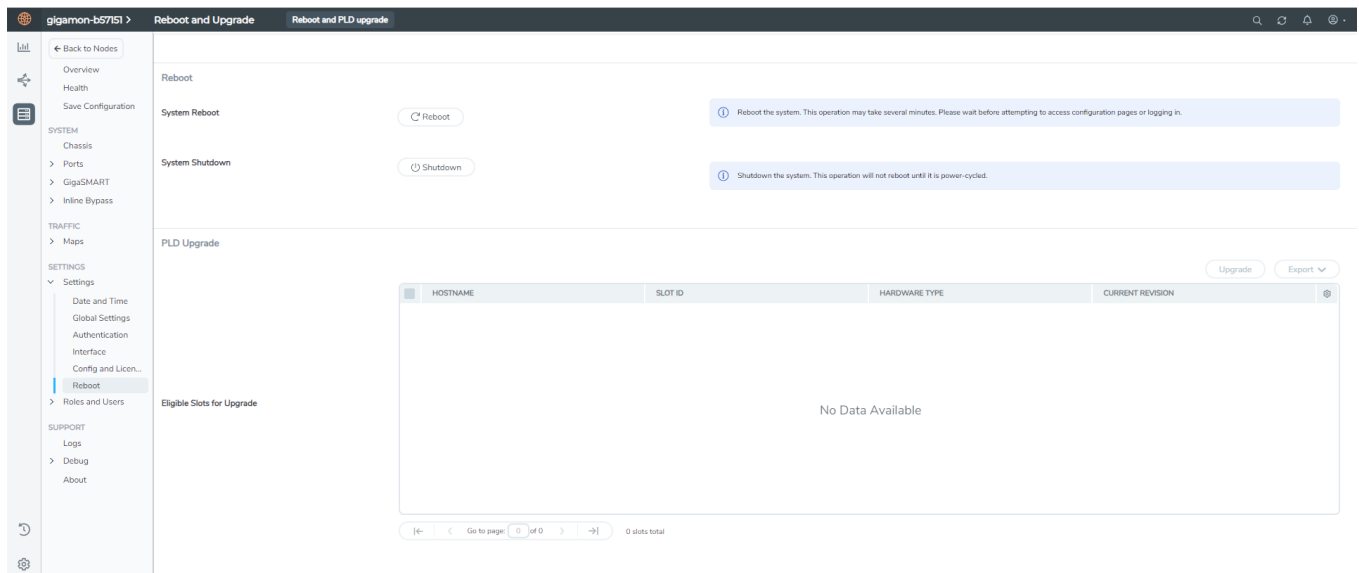 gigamon-b57151 > Reboot and Upgrade Reboot and PLD upgrade
← Back to Nodes
Overview
Health
Save Configuration
SYSTEM
Chassis
> Ports
> GigaSMART
> Inline Bypass
TRAFFIC
> Maps
SETTINGS
Settings
Date and Time
Global Settings
Authentication
Interface
Config and Licen...
Reboot
> Roles and Users
SUPPORT
Logs
> Debug
About
Reboot
System Reboot
Reboot
Reboot the system. This operation may take several minutes. Please wait before attempting to access configuration pages or logging in.
System Shutdown
Shutdown
Shutdown the system. This operation will not reboot until it is power-cycled.
PLD Upgrade
Upgrade Export
HOSTNAME SLOT ID HARDWARE TYPE CURRENT REVISION
Eligible Slots for Upgrade
No Data Available
Go to page: 0 of 0 0 slots total